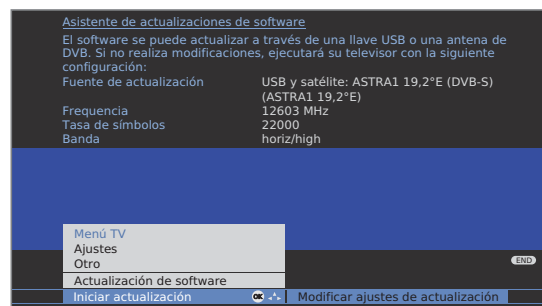 Asistente de actualizaciones de software
El software se puede actualizar a través de una llave USB o una antena de
DVB. Si no realiza modificaciones, ejecutará su televisor con la siguiente
configuración:
Fuente de actualización USB y satélite: ASTRA1 19,2°E (DVB-S)
(ASTRA1 19,2°E)
Frequencia 12603 MHz
Tasa de símbolos 22000
Banda horiz/high
Menú TV
Ajustes
Otro
END
Actualización de software
Iniciar actualización OK Modificar ajustes de actualización